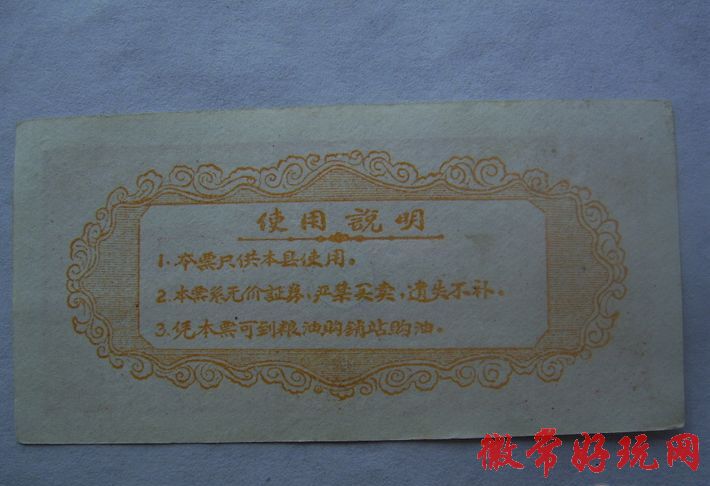 使用說明
1. 本票只供本县使用。
2. 本票系无价証券,严禁买卖,遗失不补。
3. 凭本票可到粮油购销站购油。
徽常好玩网